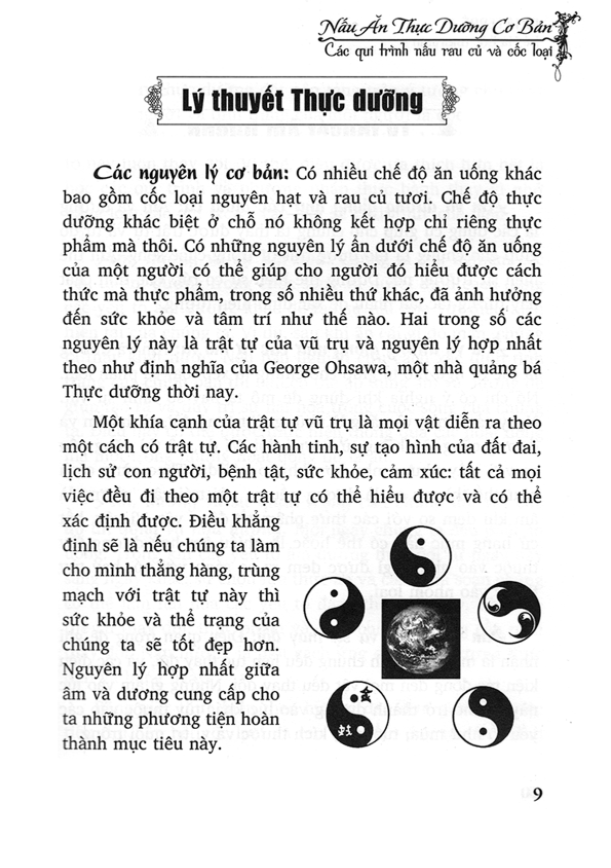 Nấu Ăn Thực Dưỡng Cơ Bản
Các qui trình nấu rau củ và cốc loại
Lý thuyết Thực dưỡng
Các nguyên lý cơ bản: Có nhiều chế độ ăn uống khác
bao gồm cốc loại nguyên hạt và rau củ tươi. Chế độ thực
dưỡng khác biệt ở chỗ nó không kết hợp chỉ riêng thực
phẩm mà thôi. Có những nguyên lý ẩn dưới chế độ ăn uống
của một người có thể giúp cho người đó hiểu được cách
thức mà thực phẩm, trong số nhiều thứ khác, đã ảnh hưởng
đến sức khỏe và tâm trí như thế nào. Hai trong số các
nguyên lý này là trật tự của vũ trụ và nguyên lý hợp nhất
theo như định nghĩa của George Ohsawa, một nhà quảng bá
Thực dưỡng thời nay.
Một khía cạnh của trật tự vũ trụ là mọi vật diễn ra theo
một cách có trật tự. Các hành tinh, sự tạo hình của đất đai,
lịch sử con người, bệnh tật, sức khỏe, cảm xúc: tất cả mọi
việc đều đi theo một trật tự có thể hiểu được và có thể
xác định được. Điều khẳng
định sẽ là nếu chúng ta làm
cho mình thẳng hàng, trùng
mạch với trật tự này thì
sức khỏe và thể trạng của
chúng ta sẽ tốt đẹp hơn.
Nguyên lý hợp nhất giữa
âm và dương cung cấp cho
ta những phương tiện hoàn
thành mục tiêu này.
9